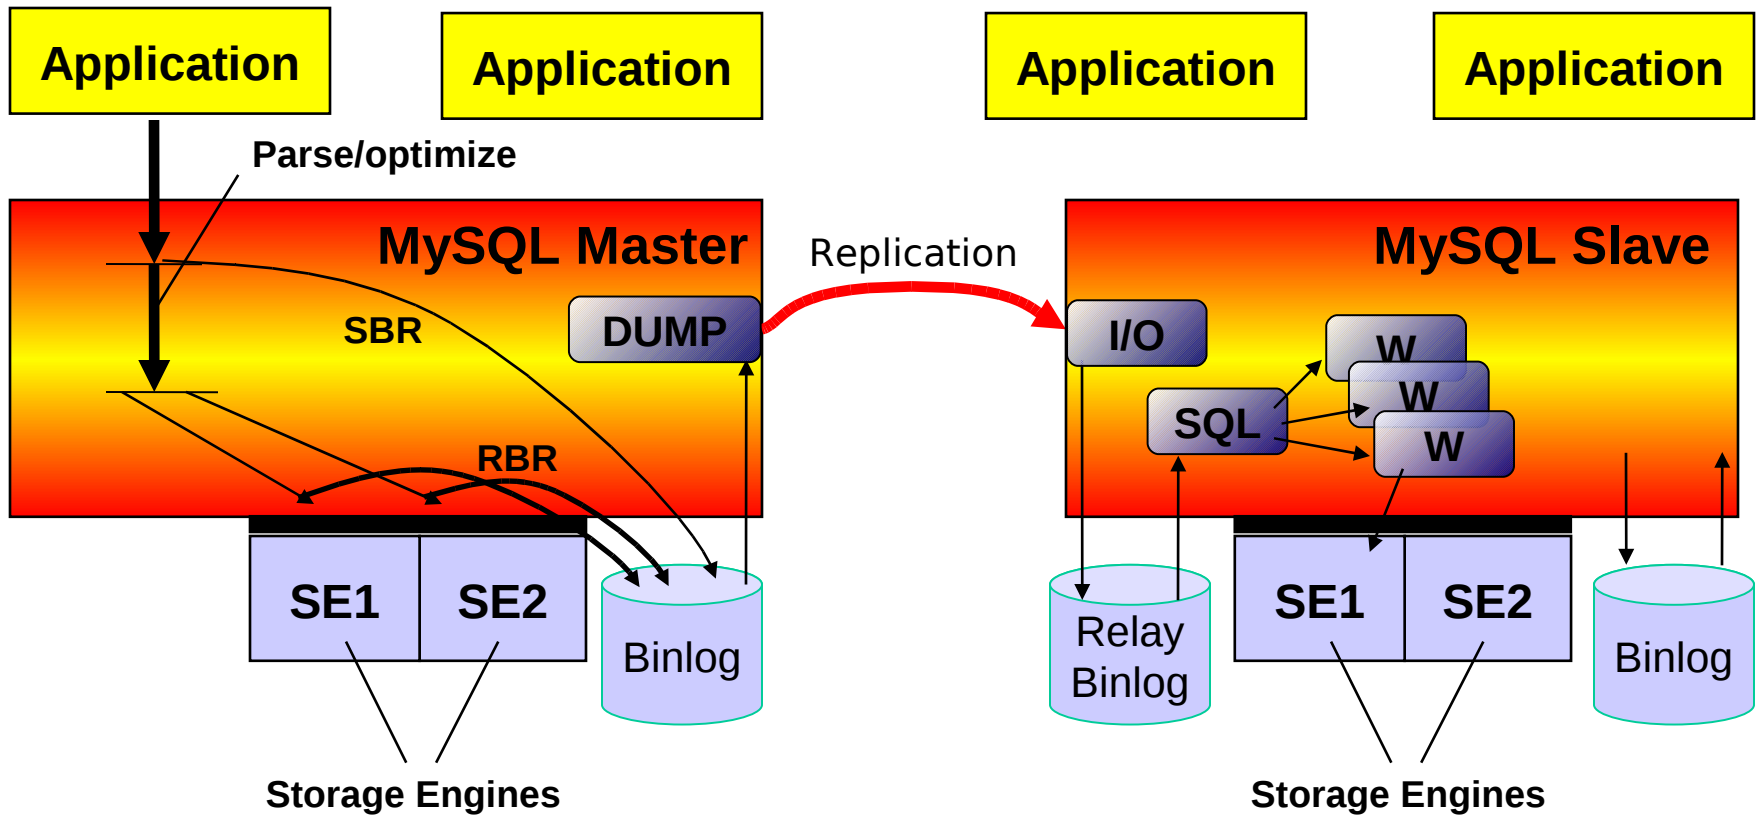 Application
Application
Application
Application
Parse/optimize
MySQL Master
Replication
MySQL Slave
SBR
DUMP
I/O
W
W
SQL
W
RBR
SE1
SE2
Binlog
Relay
Binlog
SE1
SE2
Binlog
Storage Engines
Storage Engines